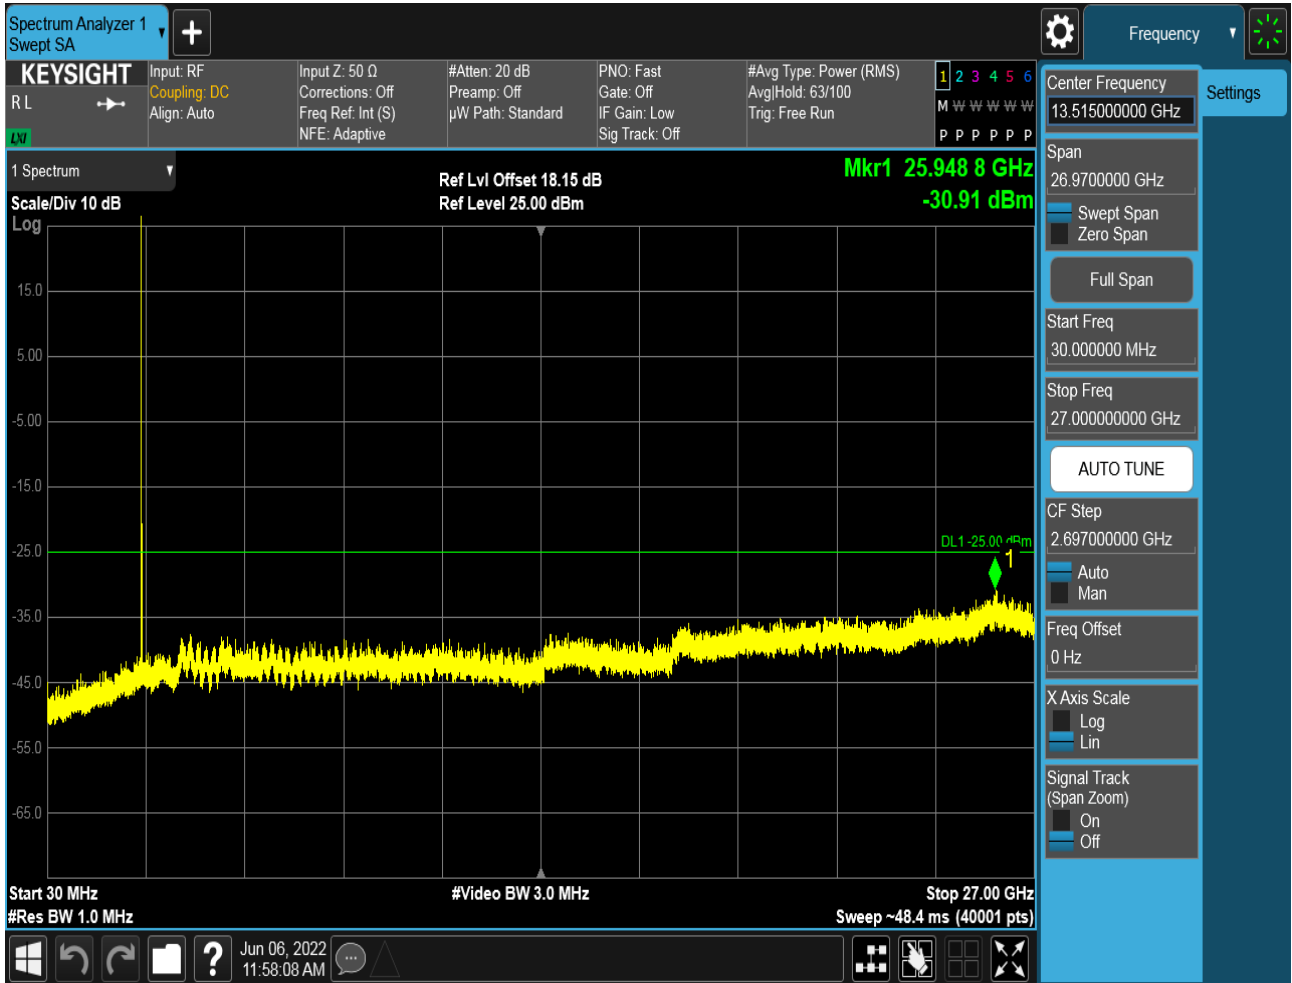 Spectrum Analyzer 1
Swept SA
Frequency
KEYSIGHT
R L
LXI
Input: RF
Coupling: DC
Align: Auto
Input Z: 50 Ω
Corrections: Off
Freq Ref: Int (S)
NFE: Adaptive
#Atten: 20 dB
Preamp: Off
µW Path: Standard
PNO: Fast
Gate: Off
IF Gain: Low
Sig Track: Off
#Avg Type: Power (RMS)
Avg|Hold: 63/100
Trig: Free Run
1 2 3 4 5 6
M W W W W W
P P P P P P
1 Spectrum
Scale/Div 10 dB
Ref Lvl Offset 18.15 dB
Ref Level 25.00 dBm
Mkr1 25.948 8 GHz
-30.91 dBm
Log
15.0
5.00
-5.00
-15.0
-25.0
-35.0
-45.0
-55.0
-65.0
DL1 -25.00 dBm
1
Start 30 MHz
#Res BW 1.0 MHz
#Video BW 3.0 MHz
Stop 27.00 GHz
Sweep ~48.4 ms (40001 pts)
Center Frequency
13.515000000 GHz
Settings
Span
26.9700000 GHz
Swept Span
Zero Span
Full Span
Start Freq
30.000000 MHz
Stop Freq
27.000000000 GHz
AUTO TUNE
CF Step
2.697000000 GHz
Auto
Man
Freq Offset
0 Hz
X Axis Scale
Log
Lin
Signal Track
(Span Zoom)
On
Off
?
Jun 06, 2022
11:58:08 AM